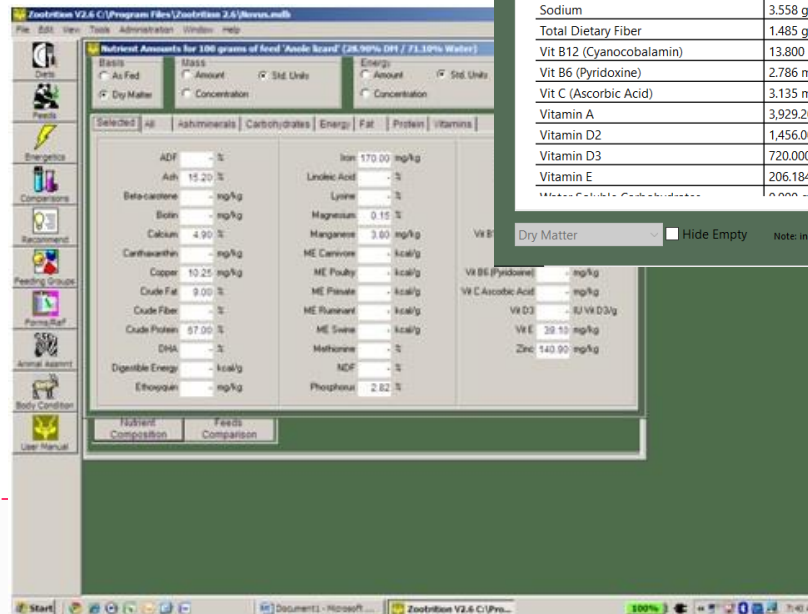 Zootrition V2.6 C:\Program Files\Zootrition 2.6\Novus.mdb
File Edit View Tools Administration Window Help
Diets
Feeds
Energetics
Comparisons
Recommend
Feeding Groups
Forms/Ref
Animal Assmnt
Body Condition
User Manual
Nutrient Amounts for 100 grams of feed 'Anole lizard' (28.90% DM / 71.10% Water)
Basis
As Fed
Dry Matter
Mass
Amount
Std. Units
Concentration
Energy
Amount
Std. Units
Concentration
Selected All Ash/minerals Carbohydrates Energy Fat Protein Vitamins
ADF - %
Ash 15.20 %
Beta-carotene - mg/kg
Biotin - mg/kg
Calcium 4.90 %
Canthaxanthin - mg/kg
Copper 10.25 mg/kg
Crude Fat 9.00 %
Crude Fiber - %
Crude Protein 67.00 %
DHA - %
Digestible Energy - kcal/g
Ethoxyquin - mg/kg
Iron 170.00 mg/kg
Linoleic Acid - %
Lysine - %
Magnesium 0.15 %
Manganese 3.80 mg/kg
ME Carnivore - kcal/g
ME Poultry - kcal/g
ME Primate - kcal/g
ME Ruminant - kcal/g
ME Swine - kcal/g
Methionine - %
NDF - %
Phosphorus 2.82 %
Vit B
Vit B6 (Pyridoxine) - mg/kg
Vit C Ascorbic Acid - mg/kg
Vit D3 - IU Vit D3/g
Vit E 39.10 mg/kg
Zinc 140.90 mg/kg
Nutrient Composition
Feeds Comparison
Sodium 3.558 g
Total Dietary Fiber 1.485 g
Vit B12 (Cyanocobalamin) 13.800
Vit B6 (Pyridoxine) 2.786 m
Vit C (Ascorbic Acid) 3.135 m
Vitamin A 3,929.2
Vitamin D2 1,456.0
Vitamin D3 720.000
Vitamin E 206.184
Water Soluble Carbohydrates
Dry Matter Hide Empty Note: in
Start Document1 - Microsoft ... Zootrition V2.6 C:\Pro... 100% 7:40